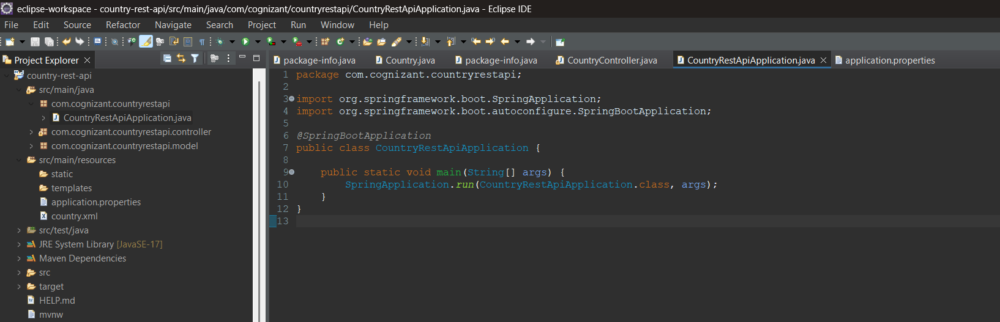 eclipse-workspace - country-rest-api/src/main/java/com/cognizant/countryrestapi/CountryRestApiApplication.java - Eclipse IDE
File Edit Source Refactor Navigate Search Project Run Window Help
Project Explorer
package-info.java Country.java package-info.java CountryController.java CountryRestApiApplication.java application.properties
country-rest-api
src/main/java
com.cognizant.countryrestapi
CountryRestApiApplication.java
com.cognizant.countryrestapi.controller
com.cognizant.countryrestapi.model
src/main/resources
static
templates
application.properties
country.xml
src/test/java
JRE System Library [JavaSE-17]
Maven Dependencies
src
target
HELP.md
mvnw
1 package com.cognizant.countryrestapi;
2
3 import org.springframework.boot.SpringApplication;
4 import org.springframework.boot.autoconfigure.SpringBootApplication;
5
6 @SpringBootApplication
7 public class CountryRestApiApplication {
8
9 public static void main(String[] args) {
10 SpringApplication.run(CountryRestApiApplication.class, args);
11 }
12 }
13